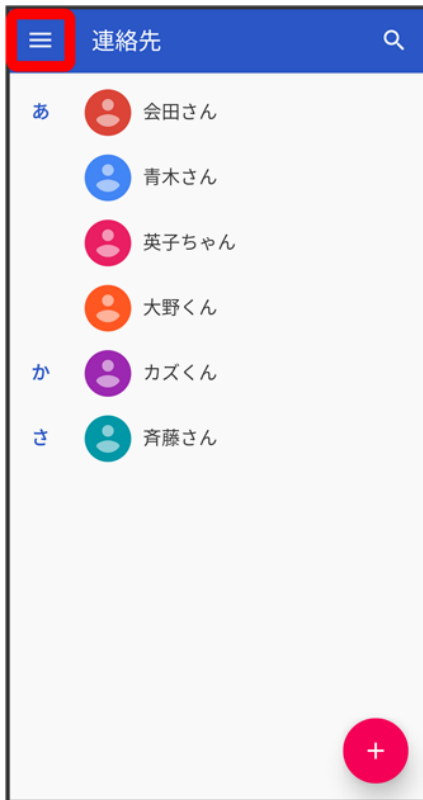 連絡先
あ 会田さん
青木さん
英子ちゃん
大野くん
か カズくん
さ 斉藤さん